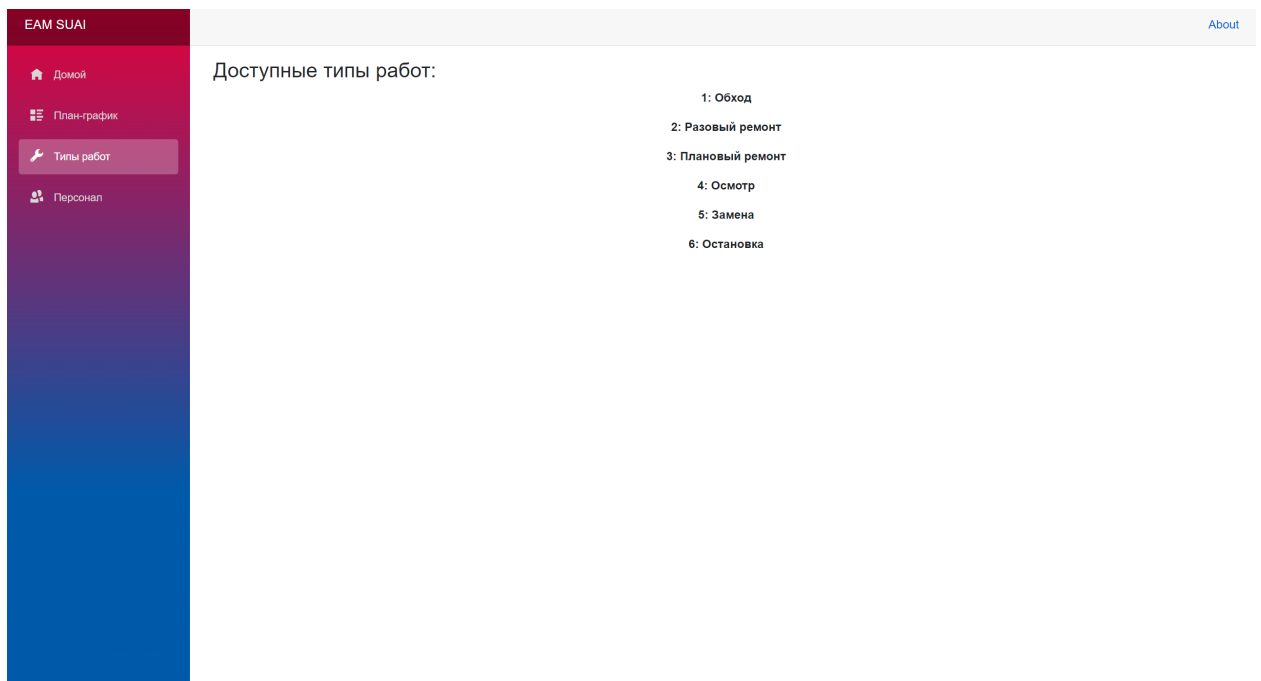 EAM SUAI
About
Домой
План-график
Типы работ
Персонал
Доступные типы работ:
1: Обход
2: Разовый ремонт
3: Плановый ремонт
4: Осмотр
5: Замена
6: Остановка